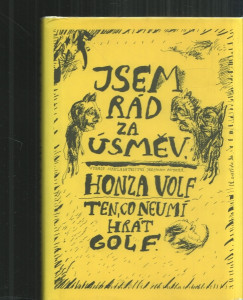 JSEM
RÁD
ZA
ÚSMĚV
HONZA VOLF
TEN, CO NEUMÍ
HRÁT
GOLF